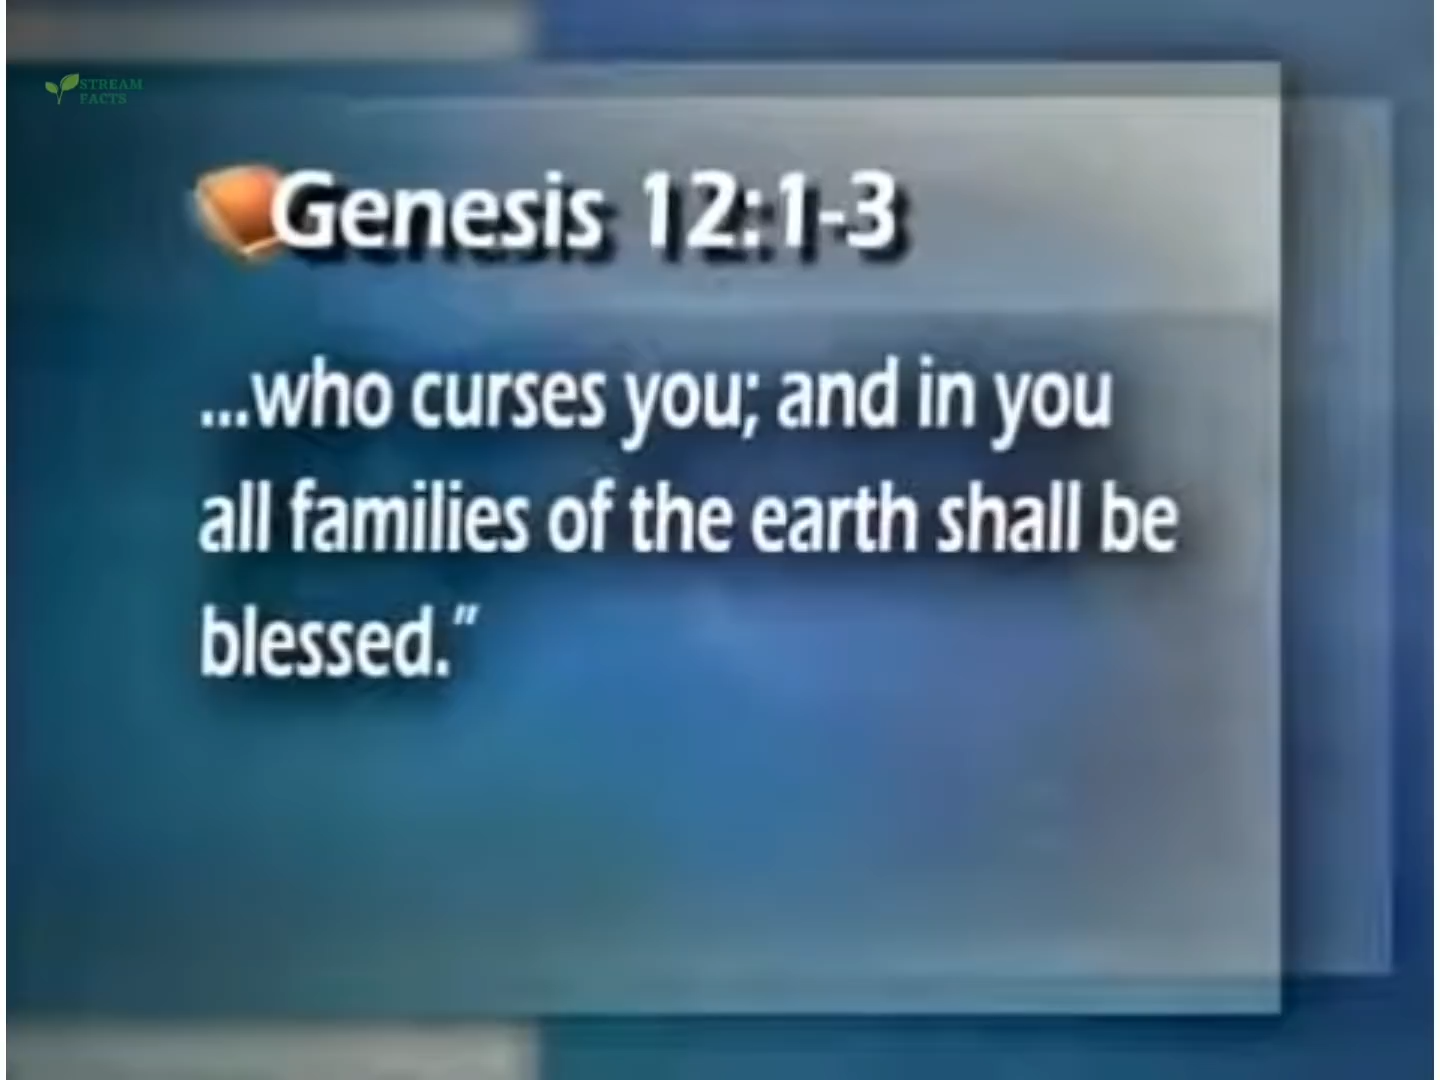 STREAM
FACTS
Genesis 12:1-3
...who curses you; and in you
all families of the earth shall be
blessed.”